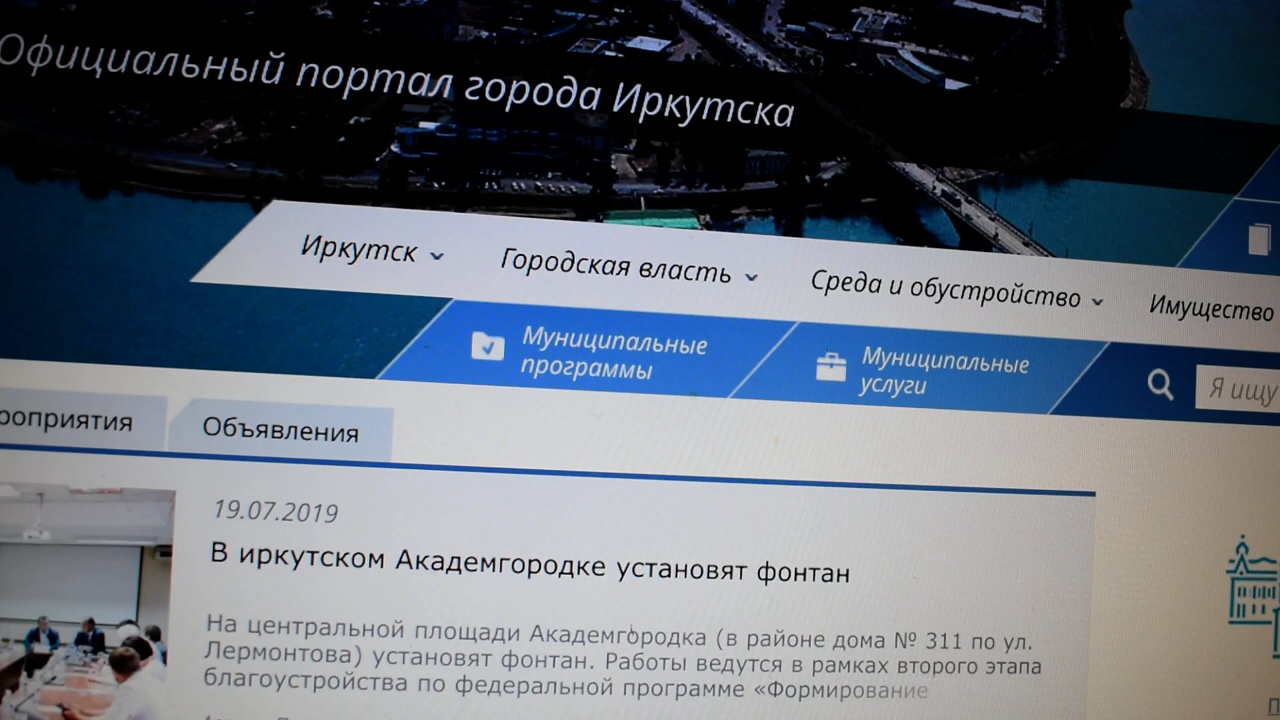 Официальный портал города Иркутска
Иркутск
Городская власть
Среда и обустройство
Имущество
Муниципальные
программы
Муниципальные
услуги
Я ищу
роприятия
Объявления
19.07.2019
В иркутском Академгородке установят фонтан
На центральной площади Академгородка (в районе дома № 311 по ул.
Лермонтова) установят фонтан. Работы ведутся в рамках второго этапа
благоустройства по федеральной программе «Формирование